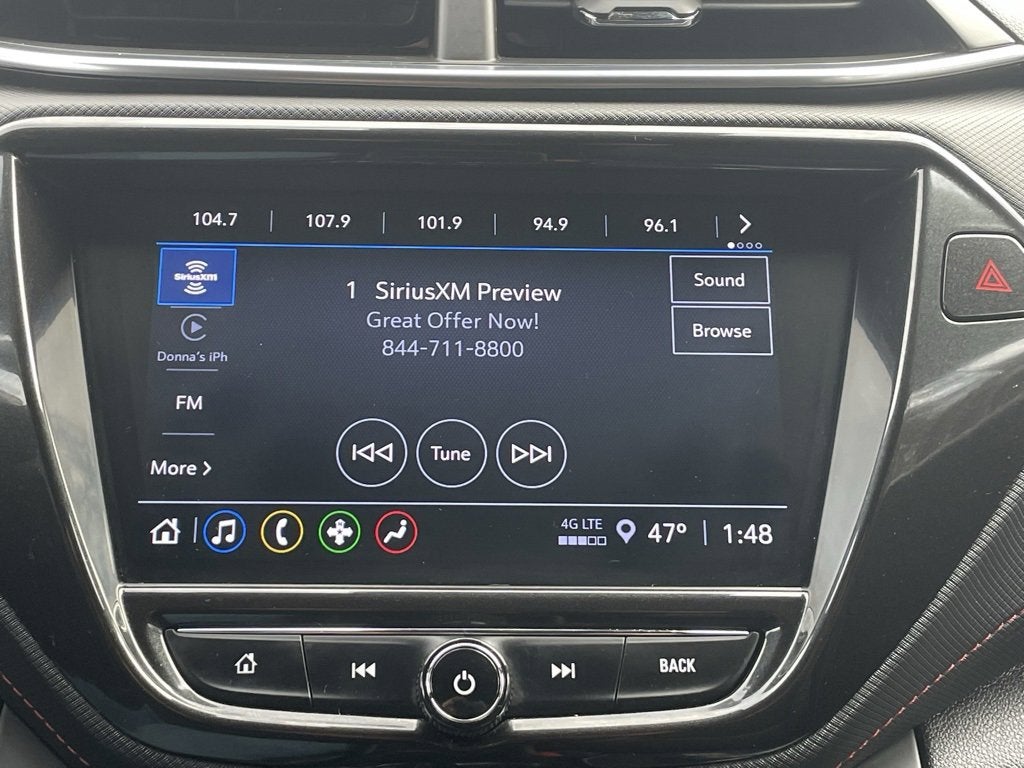 104.7 | 107.9 | 101.9 | 94.9 | 96.1
SiriusXM
1 SiriusXM Preview
Great Offer Now!
844-711-8800
Sound
Browse
Donna's iPh
FM
More
Tune
4G LTE
47° | 1:48
BACK